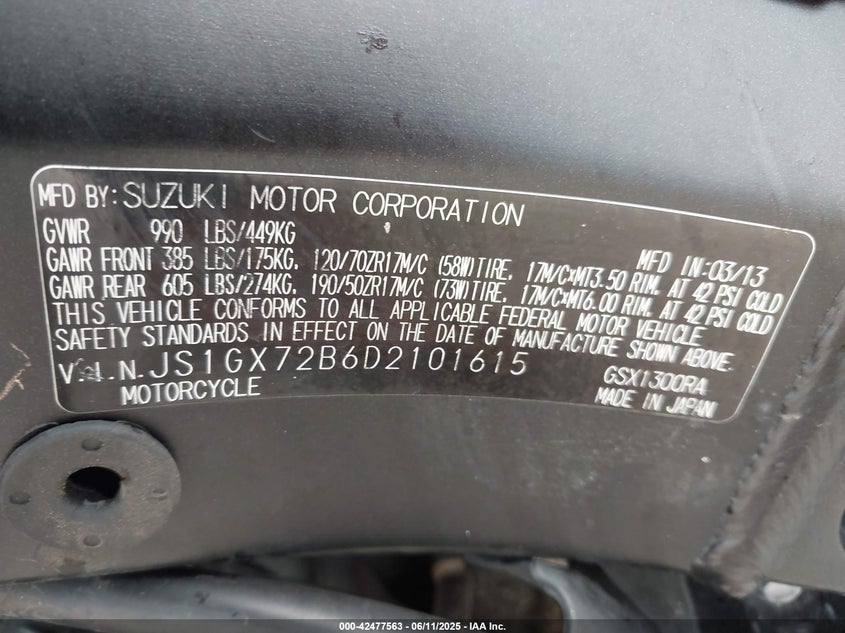 MFD BY: SUZUKI MOTOR CORPORATION
GVWR 990 LBS/449KG MFD IN: 03/13
GAWR FRONT 385 LBS/175KG. 120/70ZR17M/C (58W)TIRE, 17M/C×MT3.50 RIM. AT 42 PSI COLD
GAWR REAR 605 LBS/274KG. 190/50ZR17M/C (73W)TIRE, 17M/C×MT6.00 RIM. AT 42 PSI COLD
THIS VEHICLE CONFORMS TO ALL APPLICABLE FEDERAL MOTOR VEHICLE
SAFETY STANDARDS IN EFFECT ON THE DATE OF MANUFACTURE SHOWN ABOVE.
V.I.N. JS1GX72B6D2101615 GSX1300RA
MOTORCYCLE MADE IN JAPAN
000-42477563 - 06/11/2025 - IAA Inc.